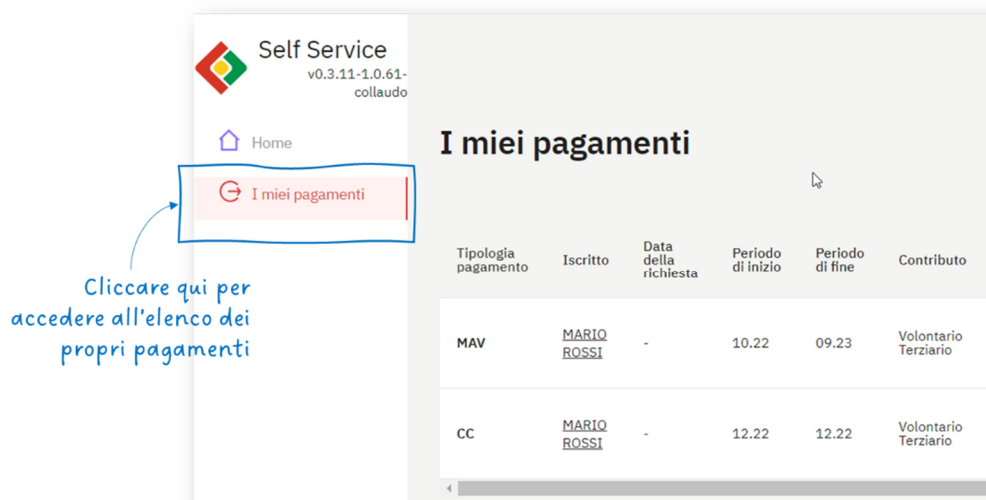 Self Service
v0.3.11-1.0.61-
collaudo
Home
I miei pagamenti
Cliccare qui per
accedere all'elenco dei
propri pagamenti
I miei pagamenti
Tipologia
pagamento
Iscritto
Data
della
richiesta
Periodo
di inizio
Periodo
di fine
Contributo
MAV
MARIO
ROSSI
-
10.22
09.23
Volontario
Terziario
CC
MARIO
ROSSI
-
12.22
12.22
Volontario
Terziario